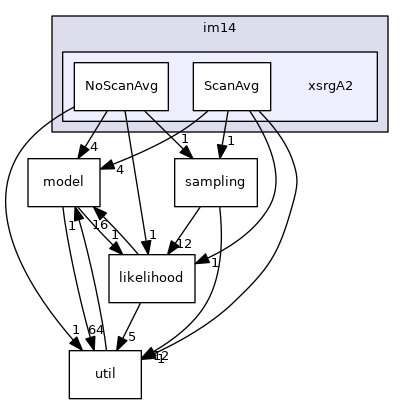 im14
NoScanAvg ScanAvg xsrgA2
4 1 1
4
model sampling
1 16 1 1 12 1
likelihood
1 64 5 12 1
util